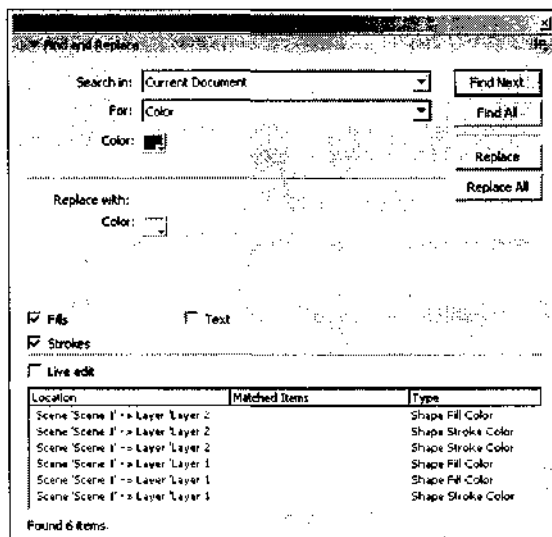 Find and Replace
Search in: Current Document Find Next
For: Color Find All
Color:
Replace
Replace All
Replace with:
Color:
Fills Text
Strokes
Live edit
Location Matched Items Type
Scene 'Scene 1' -> Layer 'Layer 2 Shape Fill Color
Scene 'Scene 1' -> Layer 'Layer 2 Shape Stroke Color
Scene 'Scene 1' -> Layer 'Layer 2 Shape Stroke Color
Scene 'Scene 1' -> Layer 'Layer 1 Shape Fill Color
Scene 'Scene 1' -> Layer 'Layer 1 Shape Fill Color
Scene 'Scene 1' -> Layer 'Layer 1 Shape Stroke Color
Found 6 items.